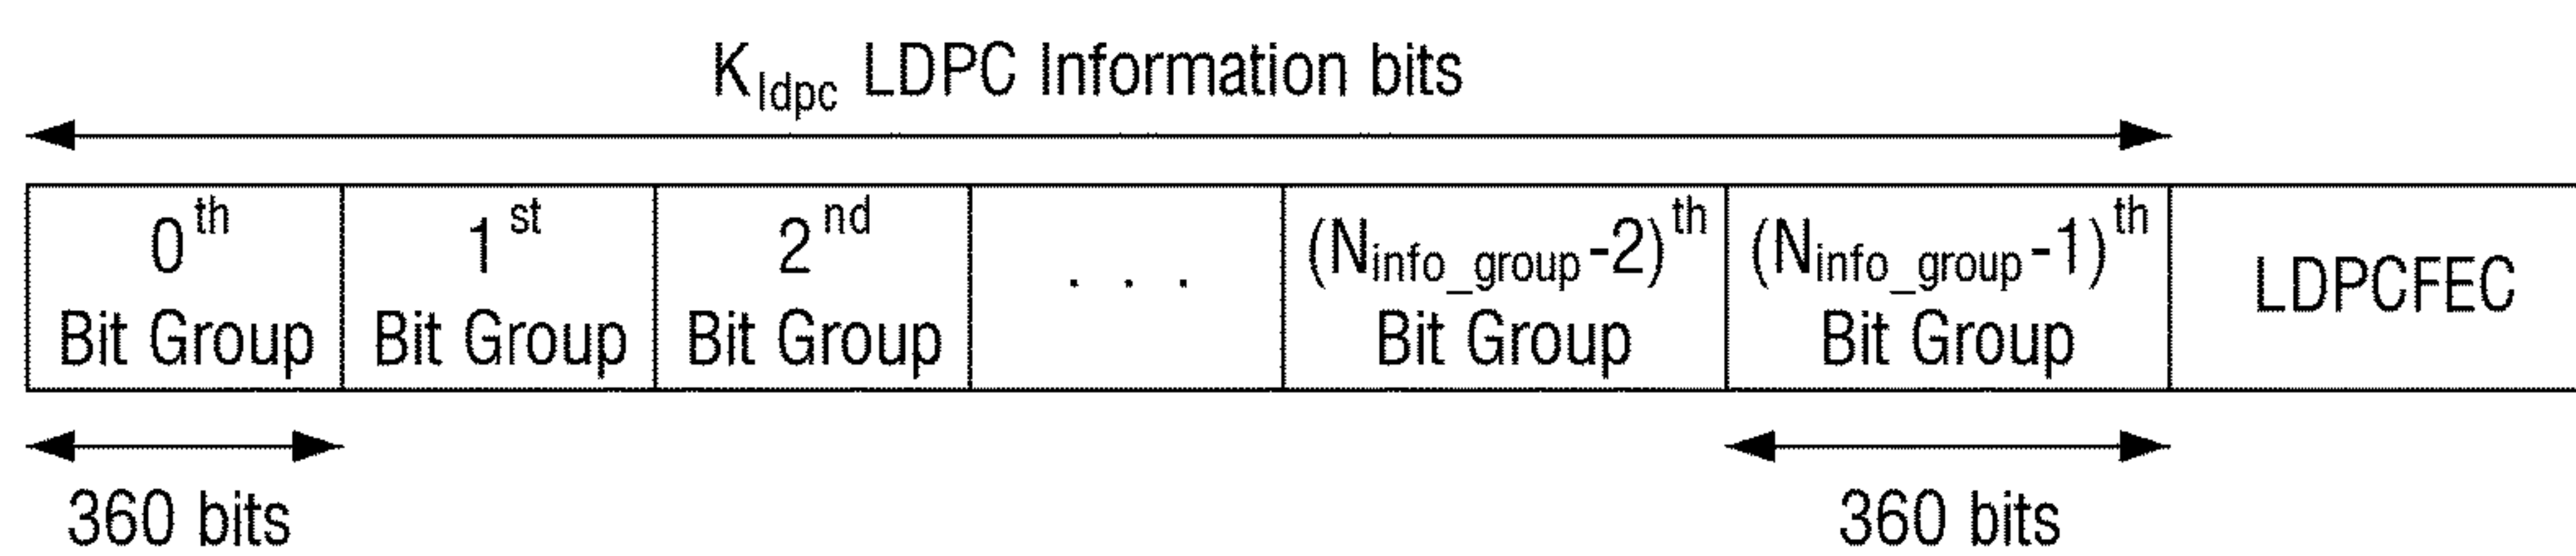 K_ldpc LDPC Information bits
0th 1st 2nd . . . (N_info_group-2)th (N_info_group-1)th LDPCFEC
Bit Group Bit Group Bit Group Bit Group Bit Group
360 bits 360 bits